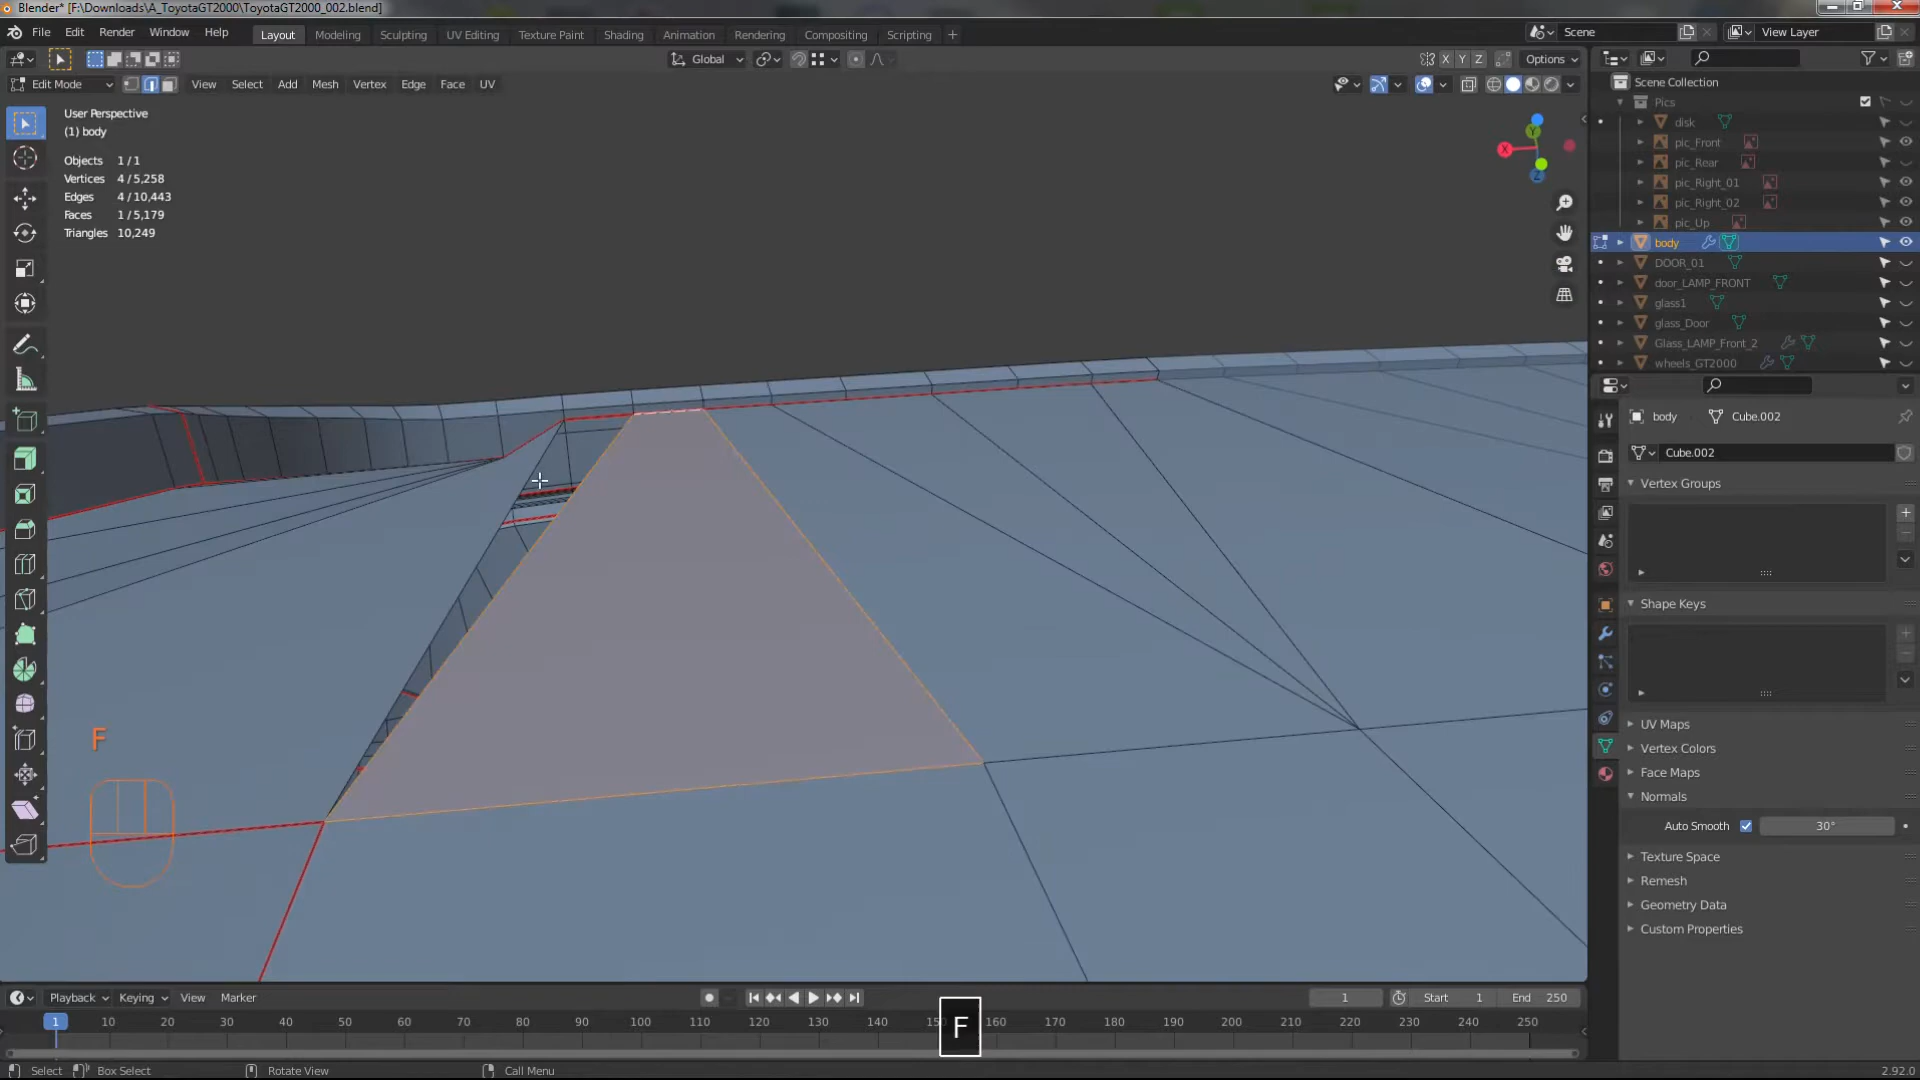 Blender* [F:\Downloads\A_ToyotaGT2000\ToyotaGT2000_002.blend]
File Edit Render Window Help Layout Modeling Sculpting UV Editing Texture Paint Shading Animation Rendering Compositing Scripting Scene View Layer
Global X Y Z Options
Edit Mode View Select Add Mesh Vertex Edge Face UV
User Perspective
(1) body
Objects 1/1
Vertices 4/5,258
Edges 4/10,443
Faces 1/5,179
Triangles 10,249
Scene Collection
Pics
disk
pic_Front
pic_Rear
pic_Right_01
pic_Right_02
pic_Up
body
DOOR_01
door_LAMP_FRONT
glass1
glass_Door
Glass_LAMP_Front_2
wheels_GT2000
body Cube.002
Cube.002
Vertex Groups
Shape Keys
UV Maps
Vertex Colors
Face Maps
Normals
Auto Smooth 30°
Texture Space
Remesh
Geometry Data
Custom Properties
X Y Z
F
Playback Keying View Marker 1 Start 1 End 250
1 10 20 30 40 50 60 70 80 90 100 110 120 130 140 160 170 180 190 200 210 220 230 240 250
F
Select Box Select Rotate View Call Menu 2.92.0